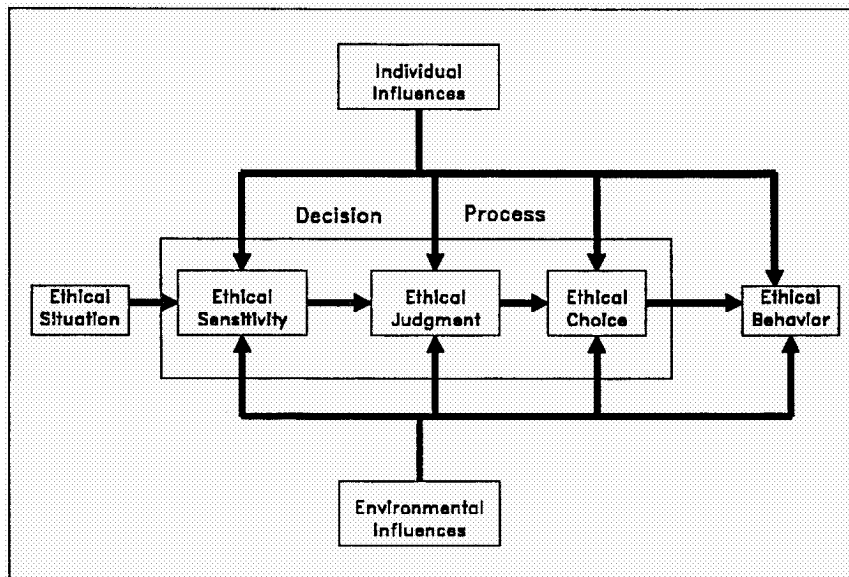 Individual
Influences
Decision Process
Ethical
Situation
Ethical
Sensitivity
Ethical
Judgment
Ethical
Choice
Ethical
Behavior
Environmental
Influences